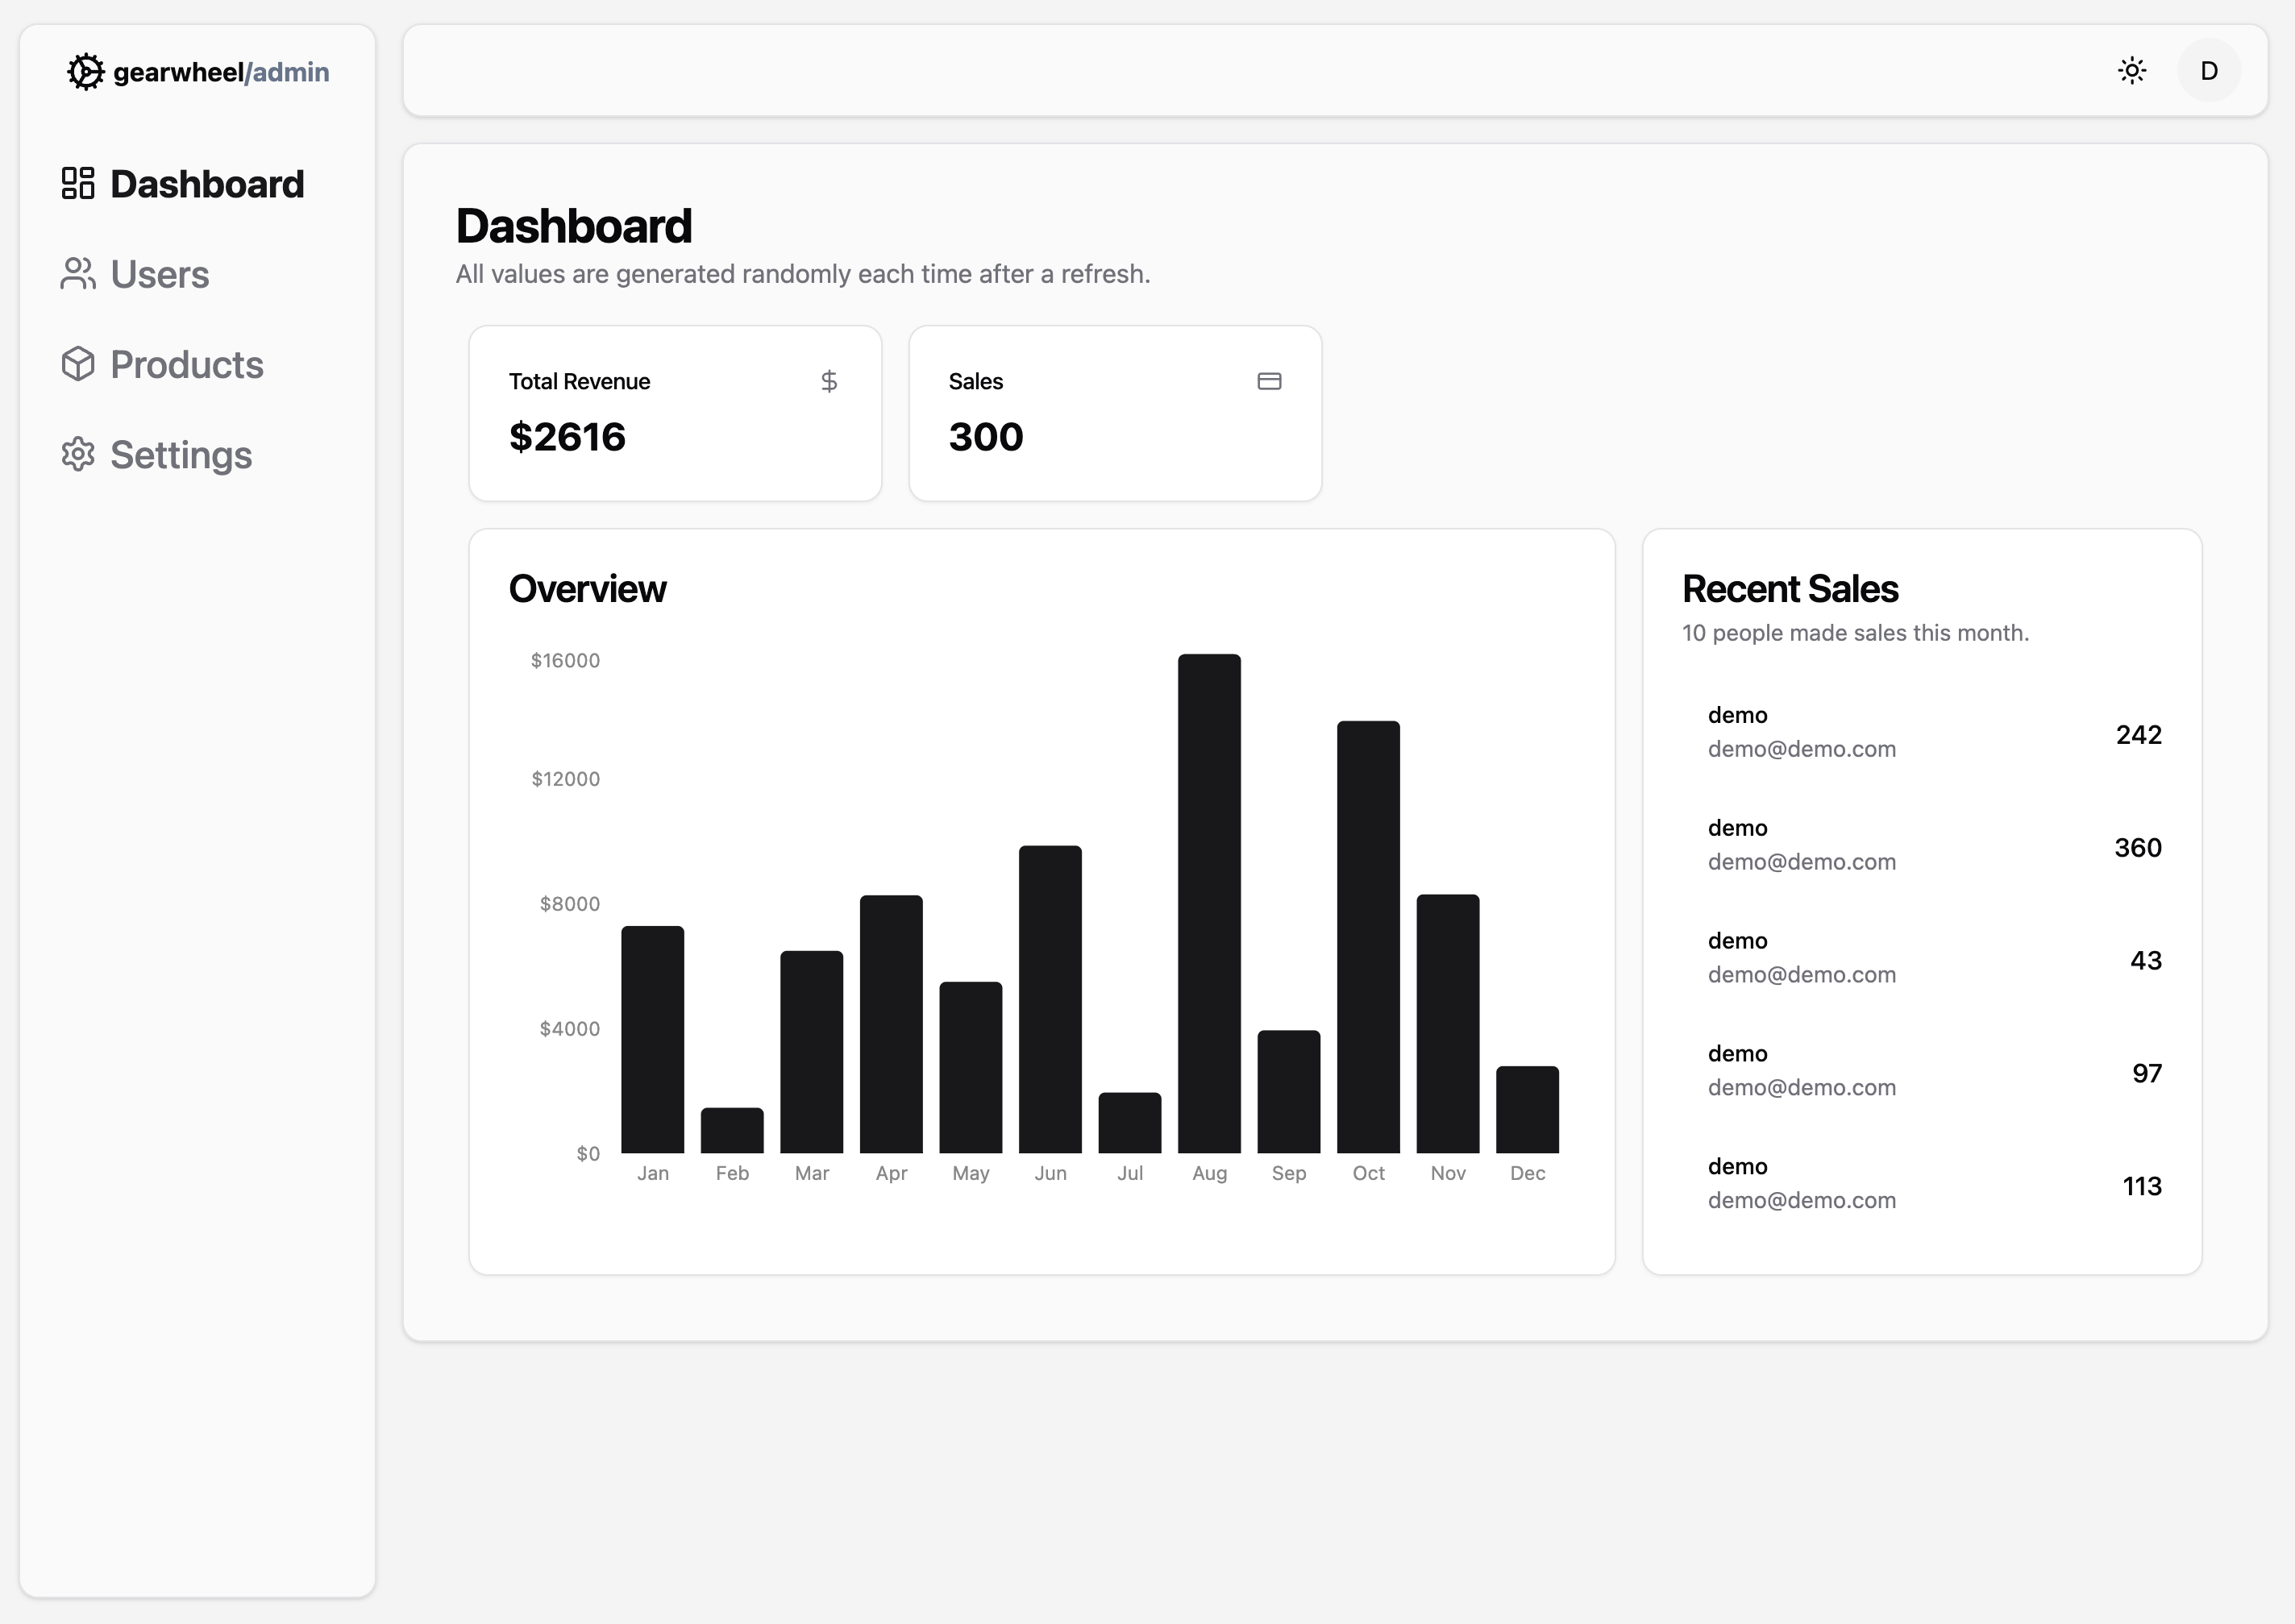 gearwheel/admin
D
Dashboard
Users
Products
Settings
Dashboard
All values are generated randomly each time after a refresh.
Total Revenue
$2616
Sales
300
Overview
$16000
$12000
$8000
$4000
$0
Jan Feb Mar Apr May Jun Jul Aug Sep Oct Nov Dec
Recent Sales
10 people made sales this month.
demo
demo@demo.com
242
demo
demo@demo.com
360
demo
demo@demo.com
43
demo
demo@demo.com
97
demo
demo@demo.com
113